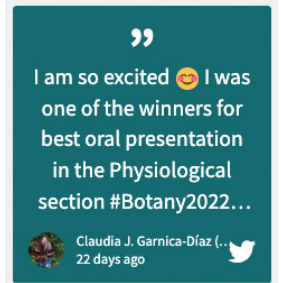 ”
I am so excited 😊 I was
one of the winners for
best oral presentation
in the Physiological
section #Botany2022...
Claudia J. Garnica-Díaz (...
22 days ago